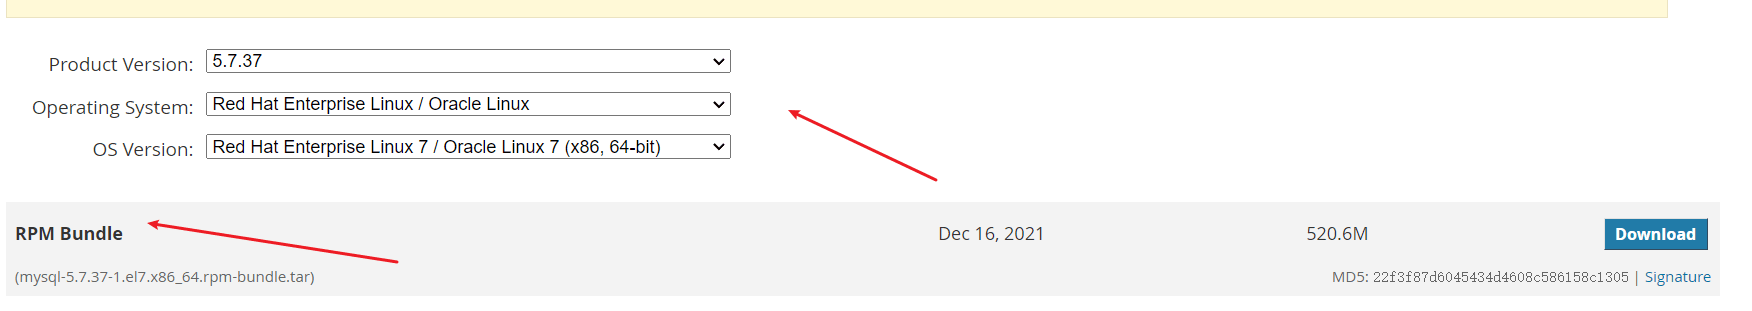 Product Version: 5.7.37
Operating System: Red Hat Enterprise Linux / Oracle Linux
OS Version: Red Hat Enterprise Linux 7 / Oracle Linux 7 (x86, 64-bit)
RPM Bundle Dec 16, 2021 520.6M Download
(mysql-5.7.37-1.el7.x86_64.rpm-bundle.tar) MD5: 22f3f87d6045434d4608c586158c1305 | Signature